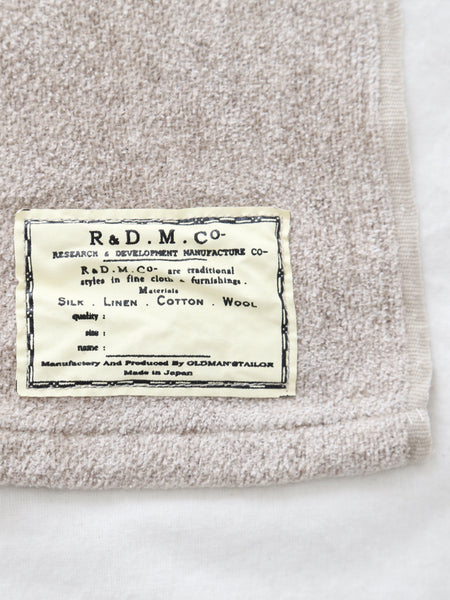 R & D . M . Co-
RESEARCH & DEVELOPMENT MANUFACTURE CO-
R & D . M . Co- are traditional
styles in fine cloth & furnishings .
Materials
SILK . LINEN . COTTON . WOOL
quality :
size :
name :
Manufactory And Produced By OLDMAN'STAILOR
Made in Japan